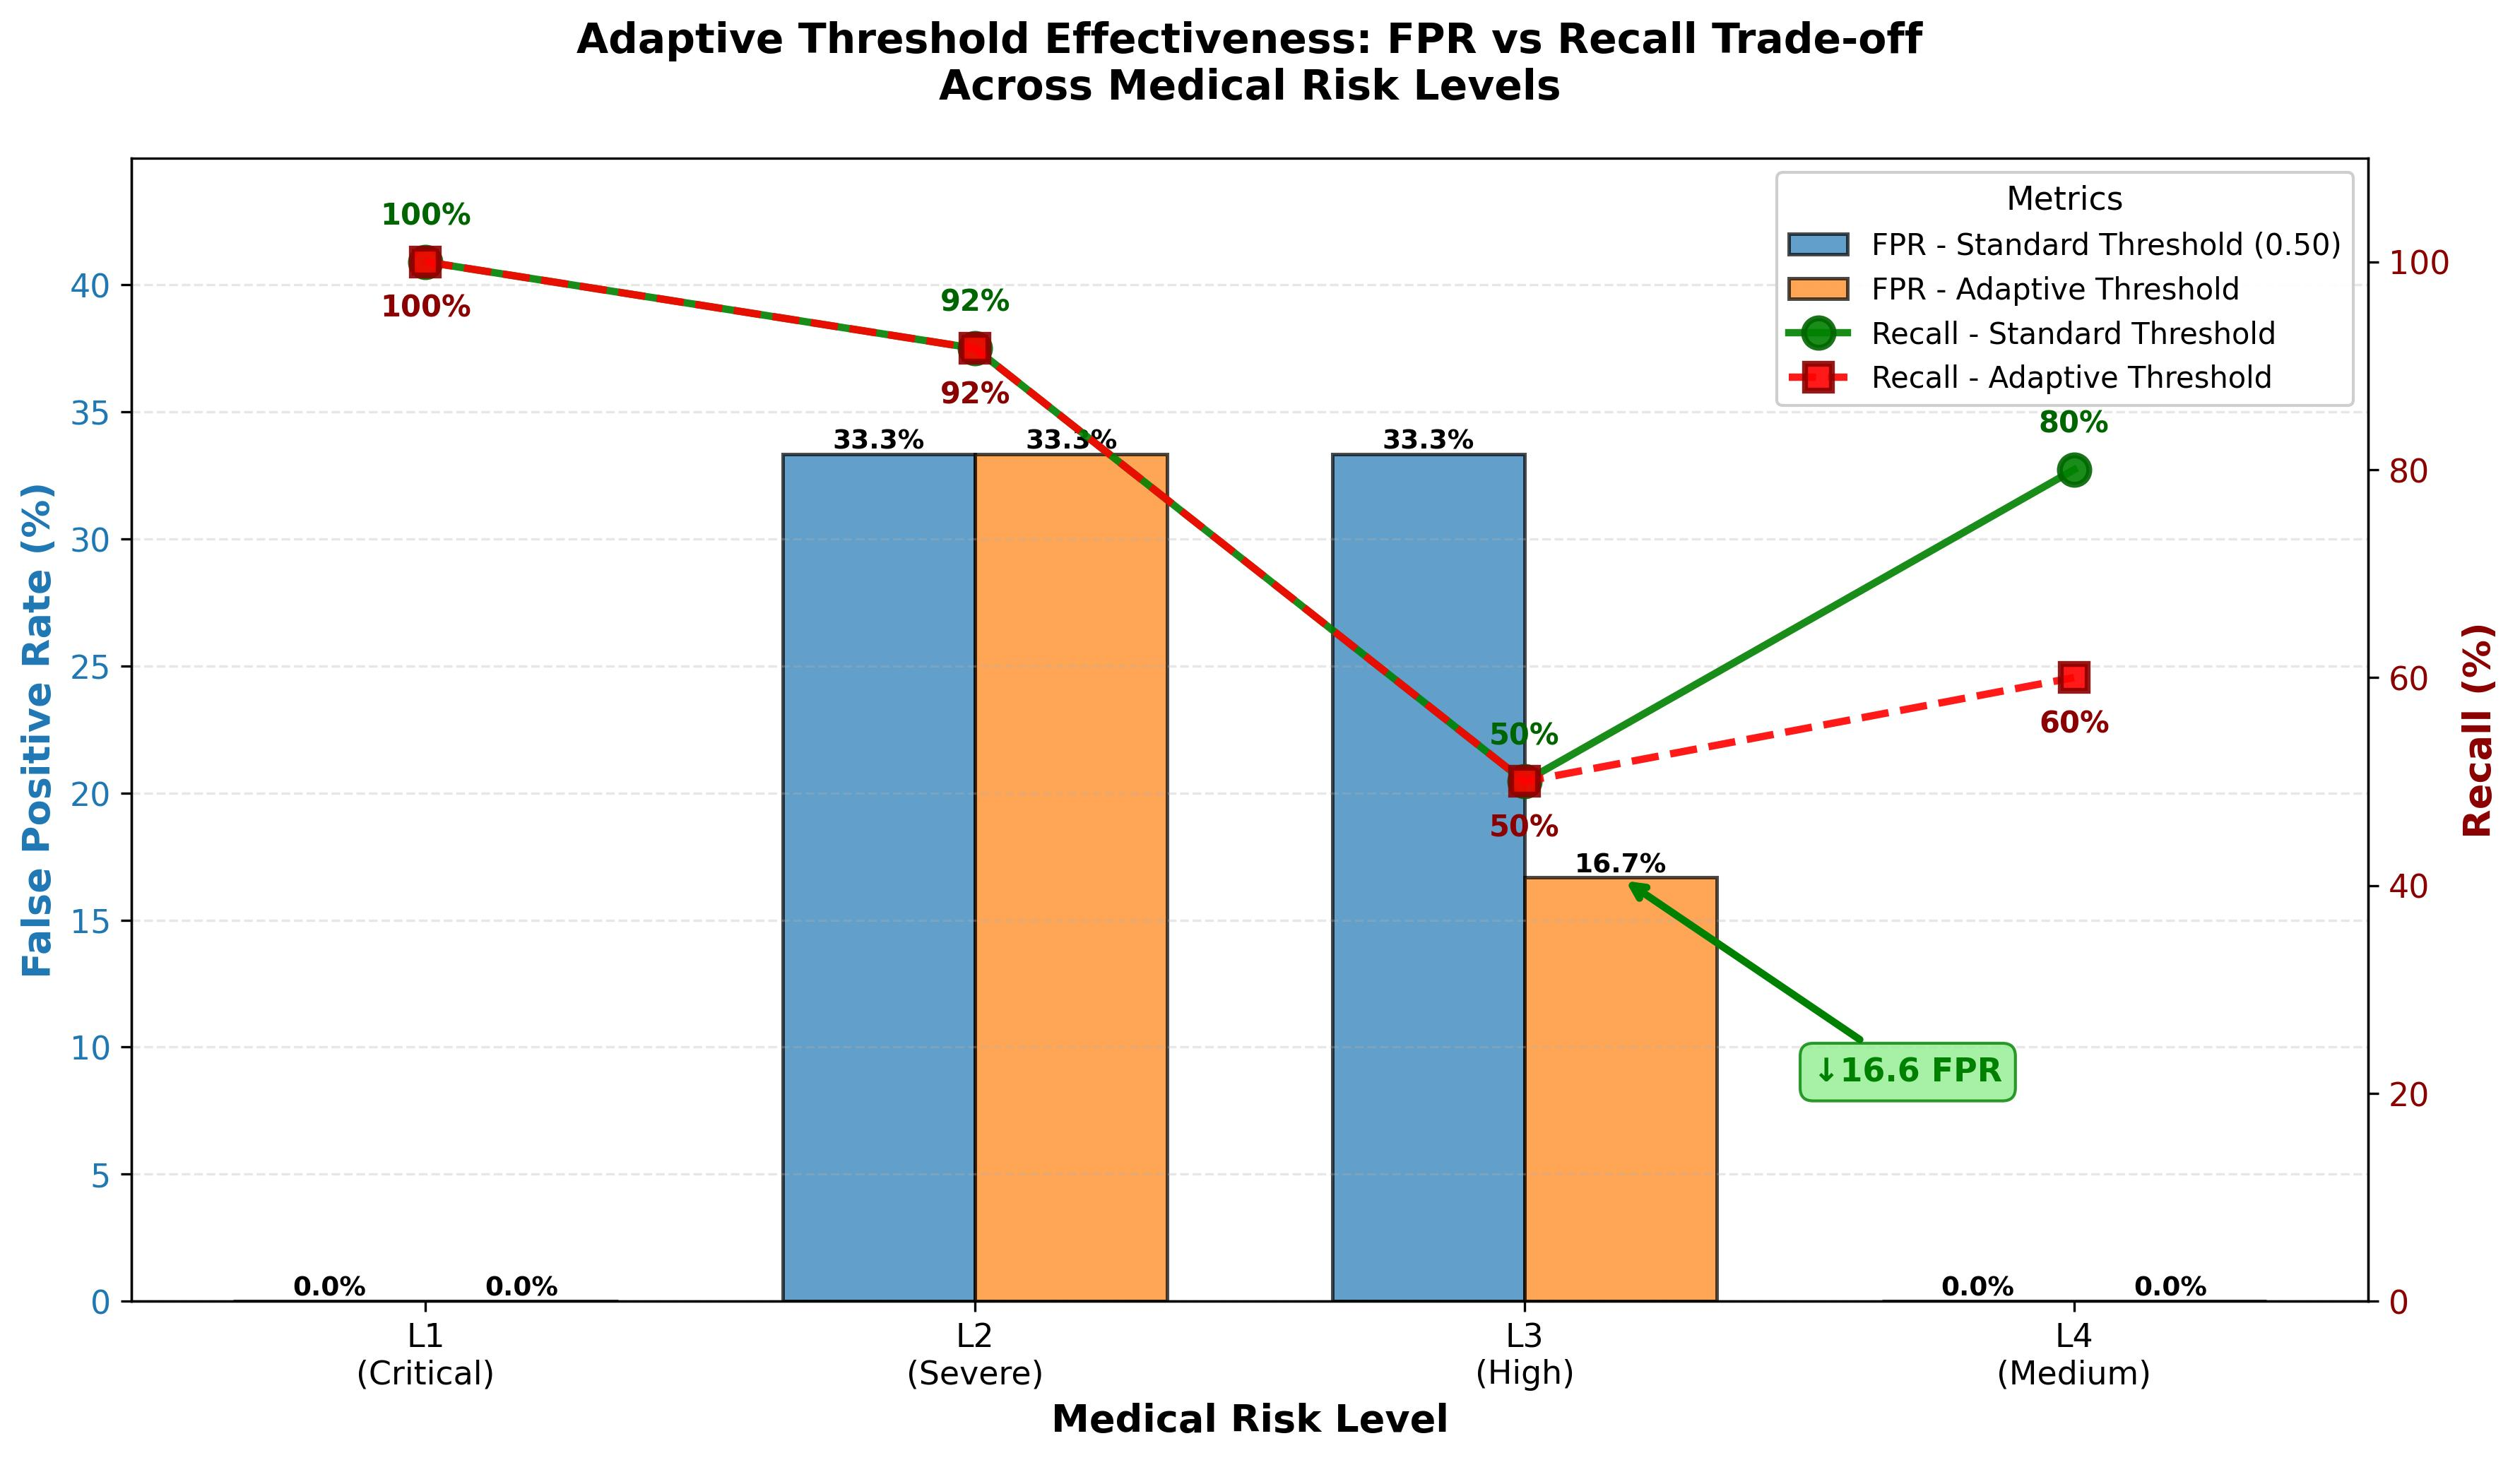 Adaptive Threshold Effectiveness: FPR vs Recall Trade-off
Across Medical Risk Levels
Metrics
FPR - Standard Threshold (0.50)
FPR - Adaptive Threshold
Recall - Standard Threshold
Recall - Adaptive Threshold
100%
100%
92%
92%
33.3%
33.3%
33.3%
80%
50%
50%
60%
16.7%
↓16.6 FPR
0.0%
0.0%
0.0%
0.0%
False Positive Rate (%)
40
35
30
25
20
15
10
5
0
Recall (%)
100
80
60
40
20
0
L1
(Critical)
L2
(Severe)
L3
(High)
L4
(Medium)
Medical Risk Level